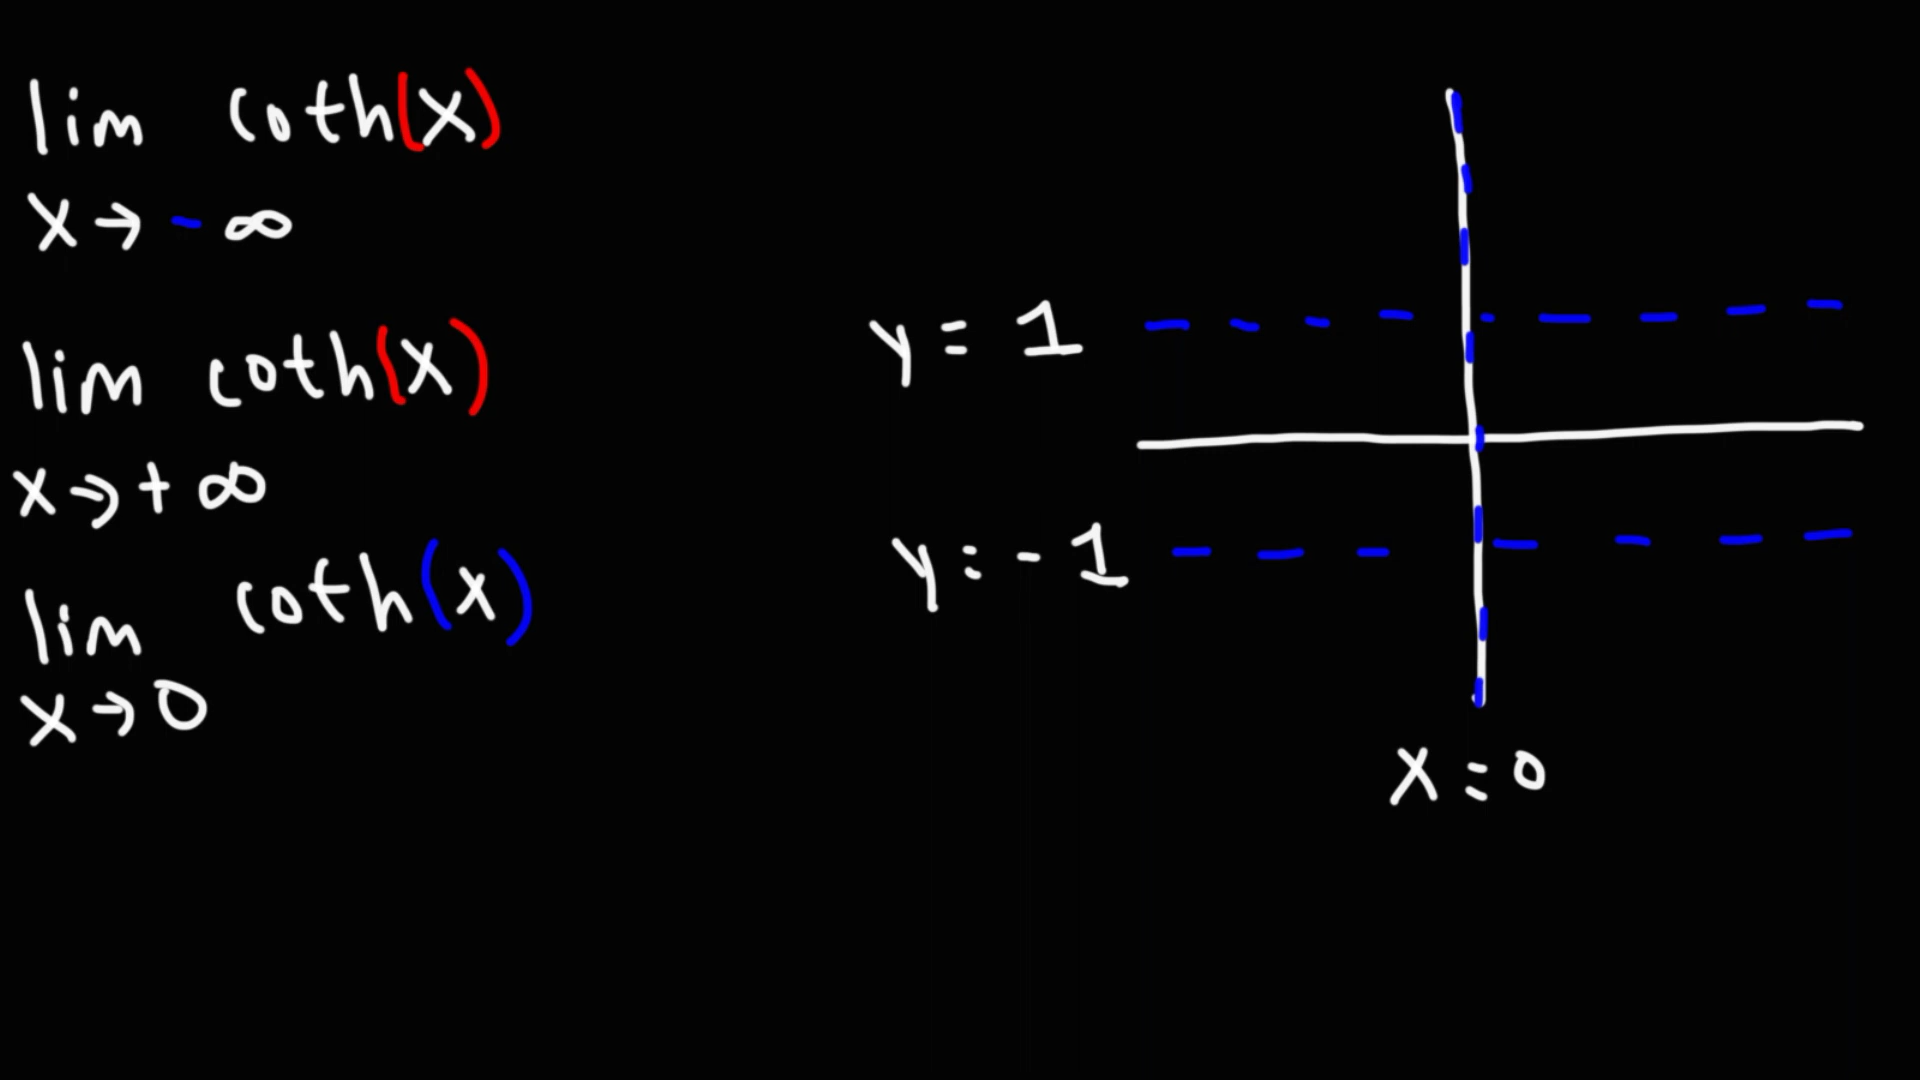 lim coth(x)
x→-∞
lim coth(x)
x→+∞
lim coth(x)
x→0
y=1
y=-1
x=0